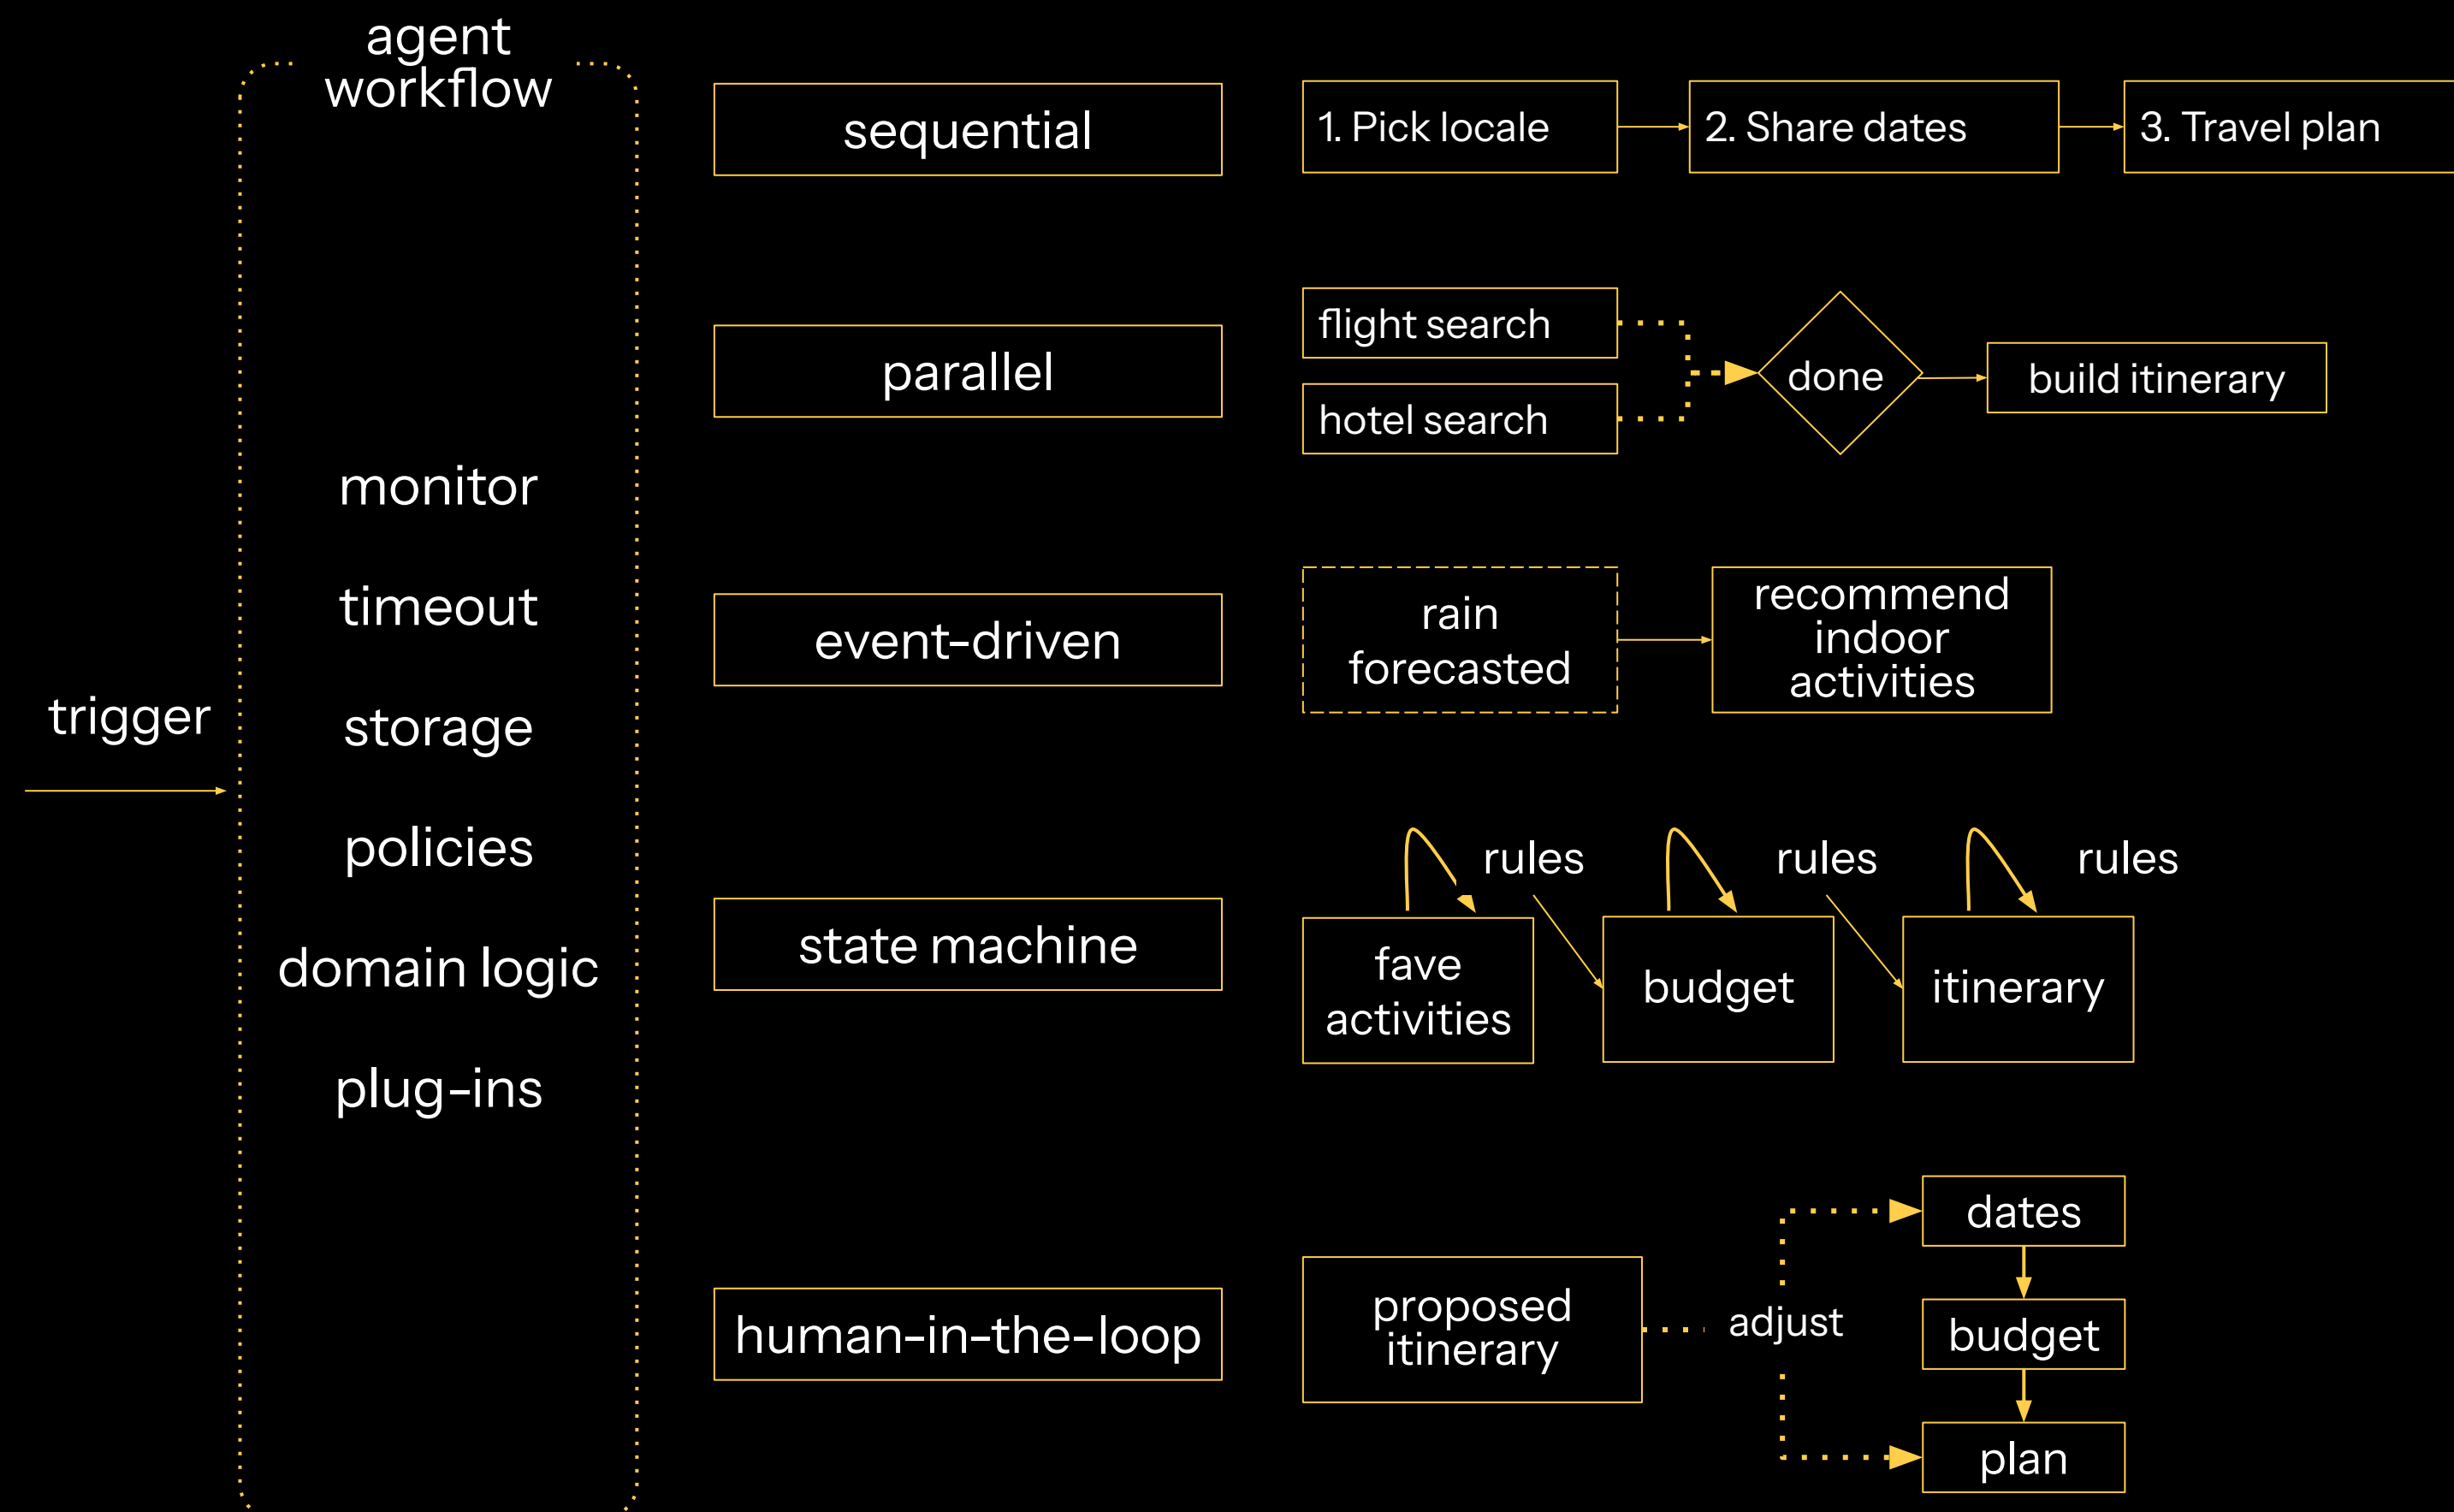 agent
workflow
trigger
monitor
timeout
storage
policies
domain logic
plug-ins
sequential
1. Pick locale
2. Share dates
3. Travel plan
parallel
flight search
hotel search
done
build itinerary
event-driven
rain
forecasted
recommend
indoor
activities
state machine
rules
rules
rules
fave
activities
budget
itinerary
human-in-the-loop
proposed
itinerary
adjust
dates
budget
plan